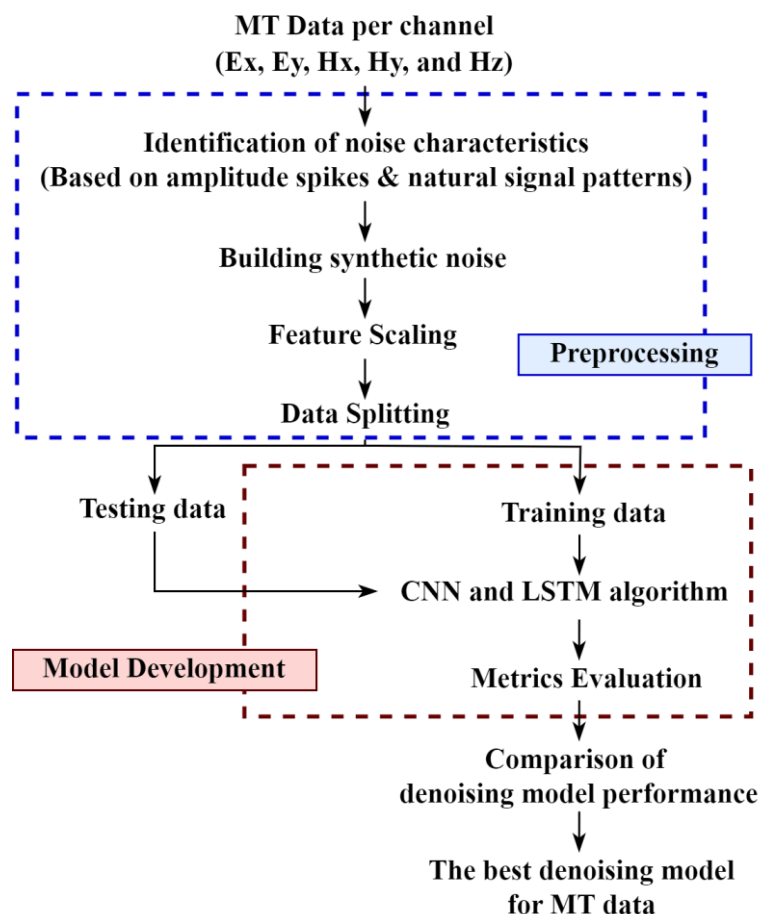 MT Data per channel
(Ex, Ey, Hx, Hy, and Hz)
Identification of noise characteristics
(Based on amplitude spikes & natural signal patterns)
Building synthetic noise
Feature Scaling
Preprocessing
Data Splitting
Testing data
Training data
CNN and LSTM algorithm
Model Development
Metrics Evaluation
Comparison of
denoising model performance
The best denoising model
for MT data